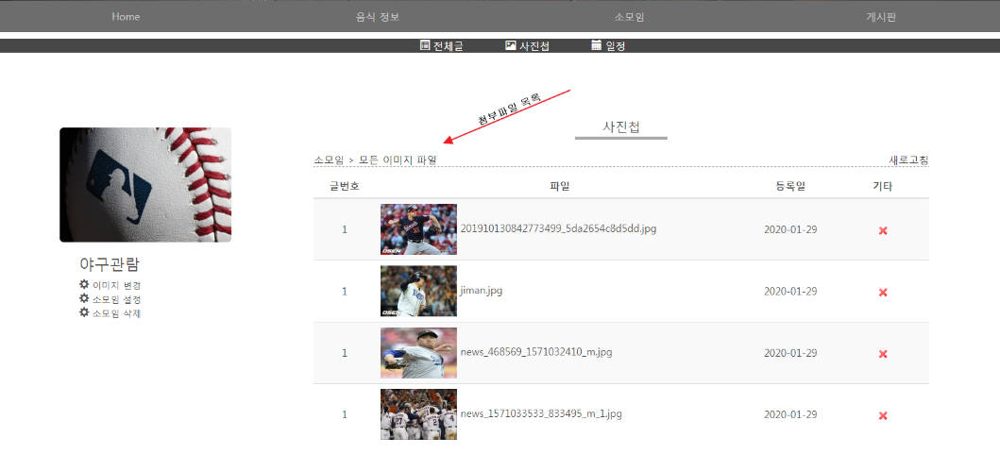 Home 음식 정보 소모임 게시판
전체글 사진첩 일정
첨부파일 목록
사진첩
소모임 > 모든 이미지 파일 새로고침
글번호 파일 등록일 기타
1 201910130842773499_5da2654c8d5dd.jpg 2020-01-29
OSEN
1 jiman.jpg 2020-01-29
OSEN
1 news_468569_1571032410_m.jpg 2020-01-29
1 news_1571033533_833495_m_1.jpg 2020-01-29
야구관람
이미지 변경
소모임 설정
소모임 삭제